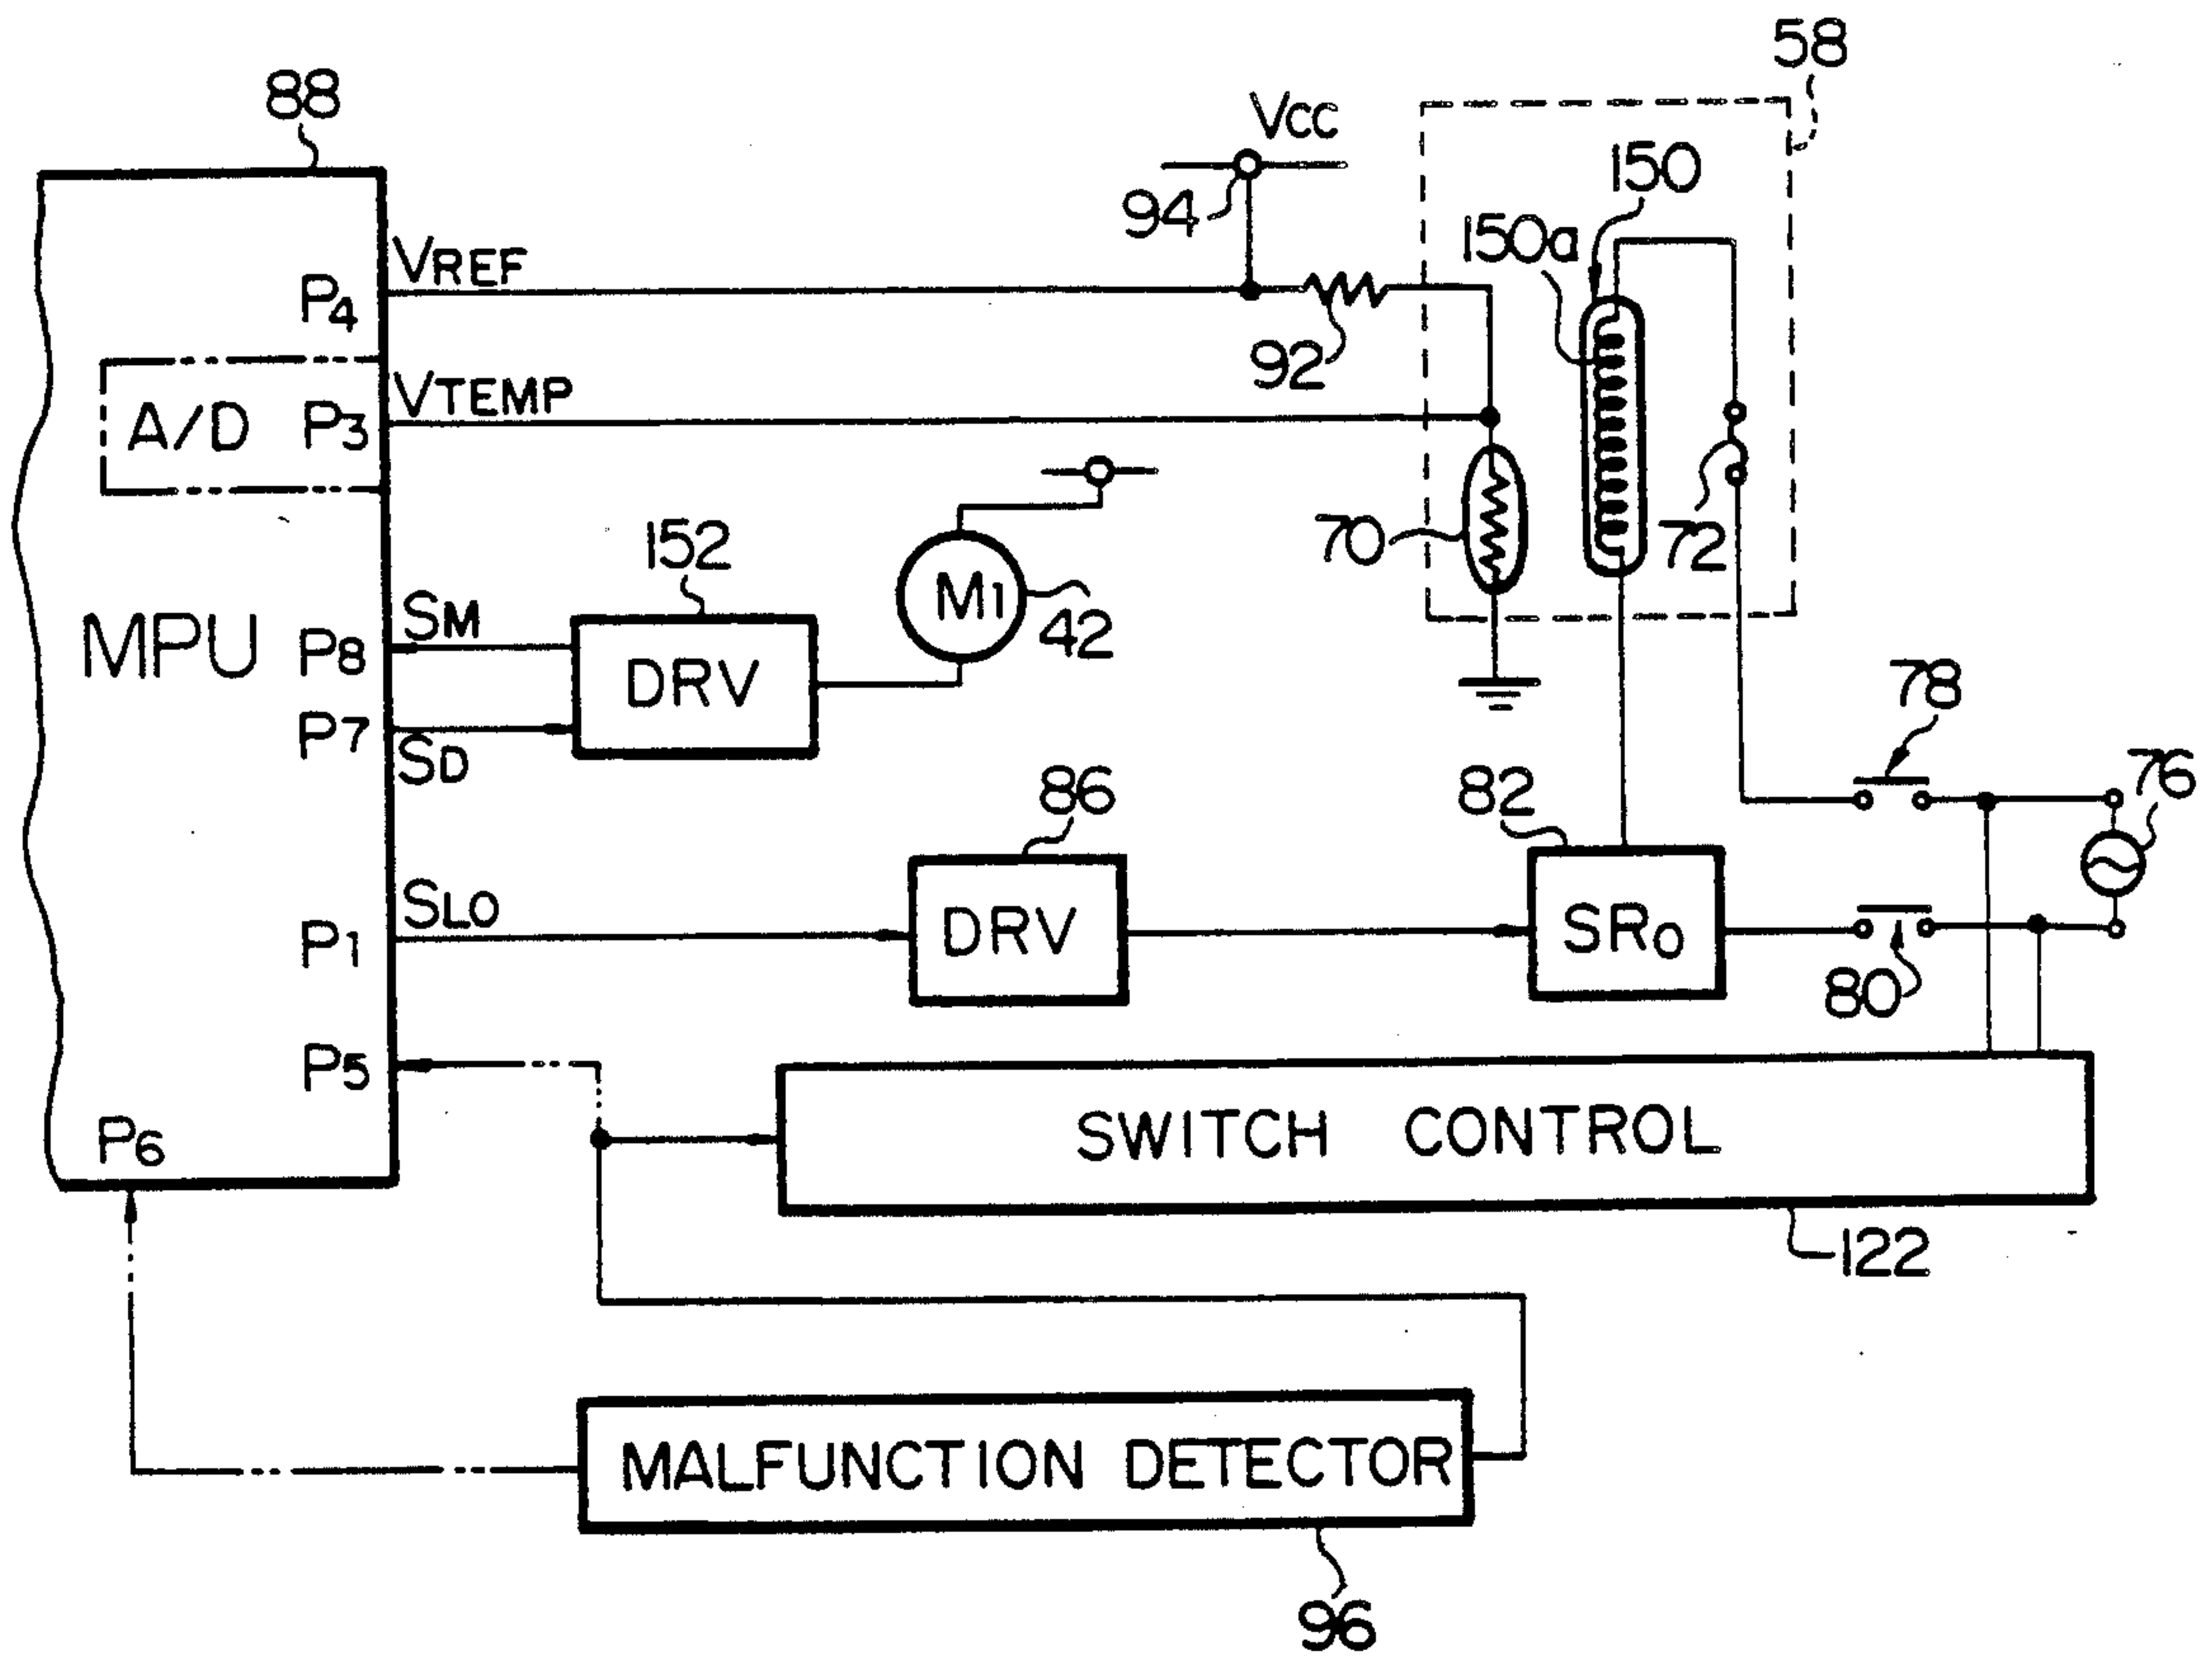 58
88
Vcc
150
94
150a
VREF
P4
92
VTEMP
A/D
P3
152
70
72
M1
SM
42
MPU
P8
DRV
78
P7
SD
76
86
82
SLO
P1
DRV
SRO
80
P5
SWITCH CONTROL
P6
122
MALFUNCTION DETECTOR
96